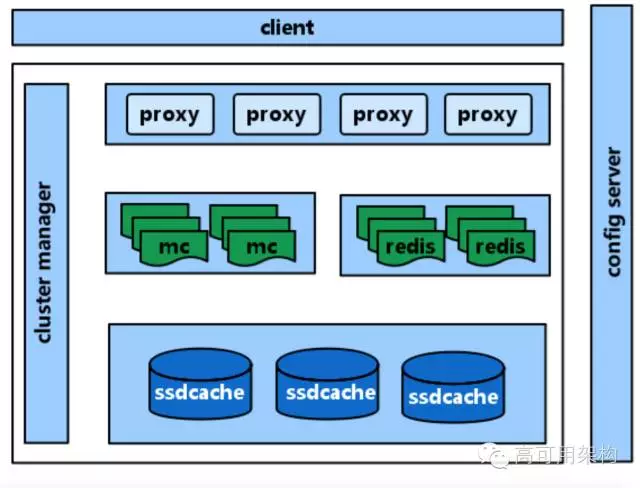 client
cluster manager
proxy
proxy
proxy
proxy
mc
mc
redis
redis
ssdcache
ssdcache
ssdcache
config server
高可用架构